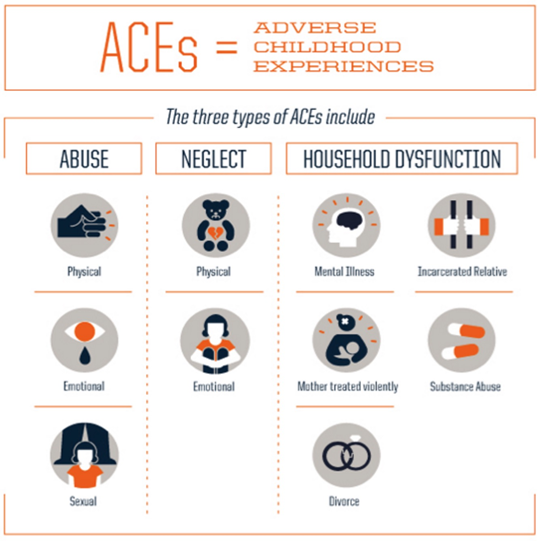 ACEs = ADVERSE
CHILDHOOD
EXPERIENCES
The three types of ACEs include
ABUSE NEGLECT HOUSEHOLD DYSFUNCTION
Physical Physical Mental Illness Incarcerated Relative
Emotional Emotional Mother treated violently Substance Abuse
Sexual Divorce